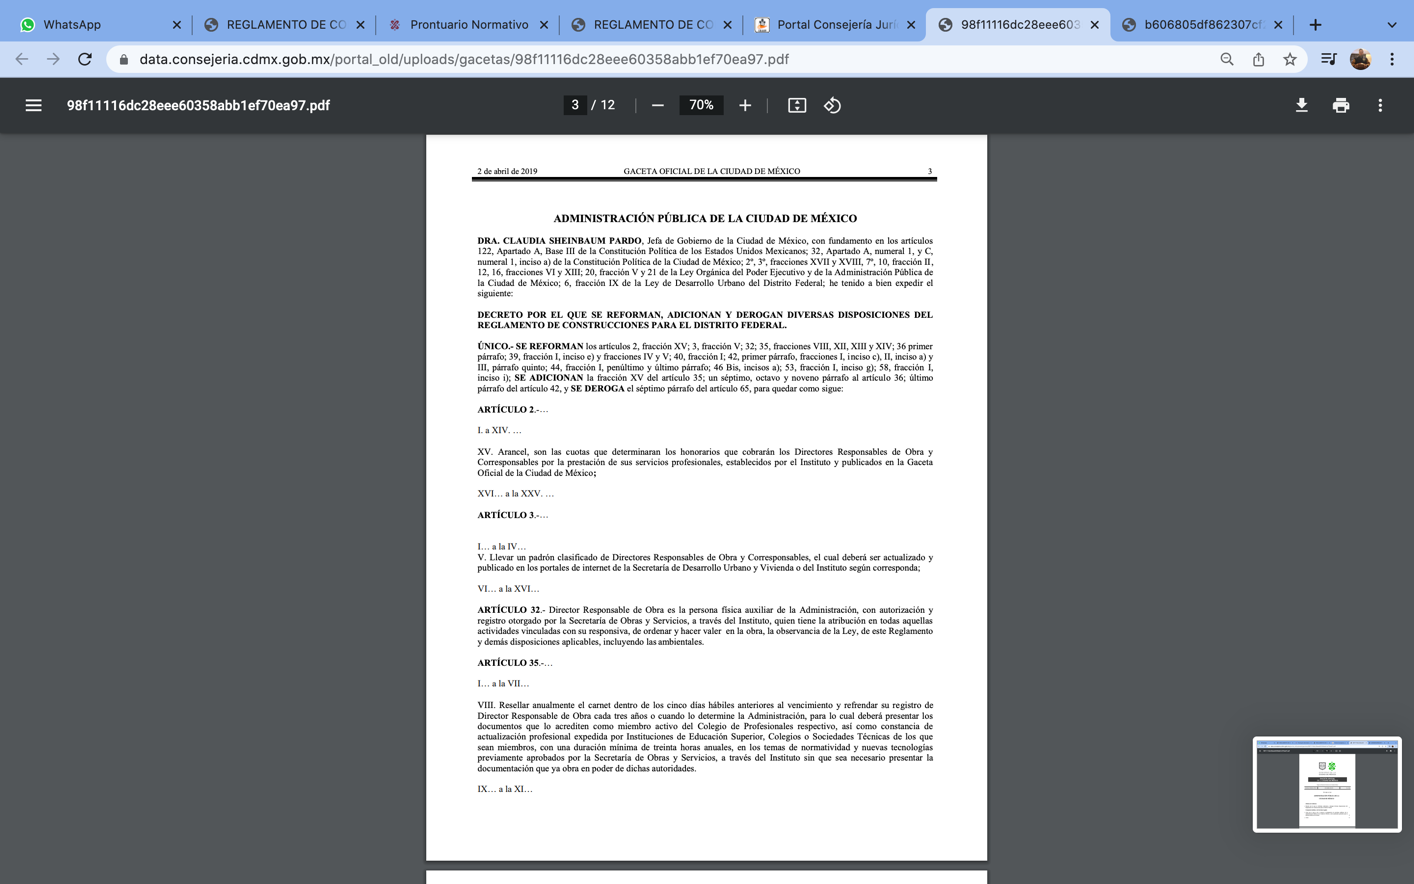 WhatsApp
REGLAMENTO DE CO
Prontuario Normativo
REGLAMENTO DE CO
Portal Consejería Jurí
98f11116dc28eee603
b606805df862307cf
data.consejeria.cdmx.gob.mx/portal_old/uploads/gacetas/98f11116dc28eee60358abb1ef70ea97.pdf
98f11116dc28eee60358abb1ef70ea97.pdf
3 / 12
70%
2 de abril de 2019 GACETA OFICIAL DE LA CIUDAD DE MÉXICO 3
ADMINISTRACIÓN PÚBLICA DE LA CIUDAD DE MÉXICO
DRA. CLAUDIA SHEINBAUM PARDO, Jefa de Gobierno de la Ciudad de México, con fundamento en los artículos
122, Apartado A, Base III de la Constitución Política de los Estados Unidos Mexicanos; 32, Apartado A, numeral 1, y C,
numeral 1, inciso a) de la Constitución Política de la Ciudad de México; 2º, 3º, fracciones XVII y XVIII, 7º, 10, fracción II,
12, 16, fracciones VI y XIII; 20, fracción V y 21 de la Ley Orgánica del Poder Ejecutivo y de la Administración Pública de
la Ciudad de México; 6, fracción IX de la Ley de Desarrollo Urbano del Distrito Federal; he tenido a bien expedir el
siguiente:
DECRETO POR EL QUE SE REFORMAN, ADICIONAN Y DEROGAN DIVERSAS DISPOSICIONES DEL
REGLAMENTO DE CONSTRUCCIONES PARA EL DISTRITO FEDERAL.
ÚNICO.- SE REFORMAN los artículos 2, fracción XV; 3, fracción V; 32; 35, fracciones VIII, XII, XIII y XIV; 36 primer
párrafo; 39, fracción I, inciso e) y fracciones IV y V; 40, fracción I; 42, primer párrafo, fracciones I, inciso c), II, inciso a) y
III, párrafo quinto; 44, fracción I, penúltimo y último párrafo; 46 Bis, incisos a); 53, fracción I, inciso g); 58, fracción I,
inciso i); SE ADICIONAN la fracción XV del artículo 35; un séptimo, octavo y noveno párrafo al artículo 36; último
párrafo del artículo 42, y SE DEROGA el séptimo párrafo del artículo 65, para quedar como sigue:
ARTÍCULO 2.-…
I. a XIV. …
XV. Arancel, son las cuotas que determinaran los honorarios que cobrarán los Directores Responsables de Obra y
Corresponsables por la prestación de sus servicios profesionales, establecidos por el Instituto y publicados en la Gaceta
Oficial de la Ciudad de México;
XVI… a la XXV. …
ARTÍCULO 3.-…
I… a la IV…
V. Llevar un padrón clasificado de Directores Responsables de Obra y Corresponsables, el cual deberá ser actualizado y
publicado en los portales de internet de la Secretaría de Desarrollo Urbano y Vivienda o del Instituto según corresponda;
VI… a la XVI…
ARTÍCULO 32.- Director Responsable de Obra es la persona física auxiliar de la Administración, con autorización y
registro otorgado por la Secretaría de Obras y Servicios, a través del Instituto, quien tiene la atribución en todas aquellas
actividades vinculadas con su responsiva, de ordenar y hacer valer en la obra, la observancia de la Ley, de este Reglamento
y demás disposiciones aplicables, incluyendo las ambientales.
ARTÍCULO 35.-…
I… a la VII…
VIII. Resellar anualmente el carnet dentro de los cinco días hábiles anteriores al vencimiento y refrendar su registro de
Director Responsable de Obra cada tres años o cuando lo determine la Administración, para lo cual deberá presentar los
documentos que lo acrediten como miembro activo del Colegio de Profesionales respectivo, así como constancia de
actualización profesional expedida por Instituciones de Educación Superior, Colegios o Sociedades Técnicas de los que
sean miembros, con una duración mínima de treinta horas anuales, en los temas de normatividad y nuevas tecnologías
previamente aprobados por la Secretaría de Obras y Servicios, a través del Instituto sin que sea necesario presentar la
documentación que ya obra en poder de dichas autoridades.
IX… a la XI…